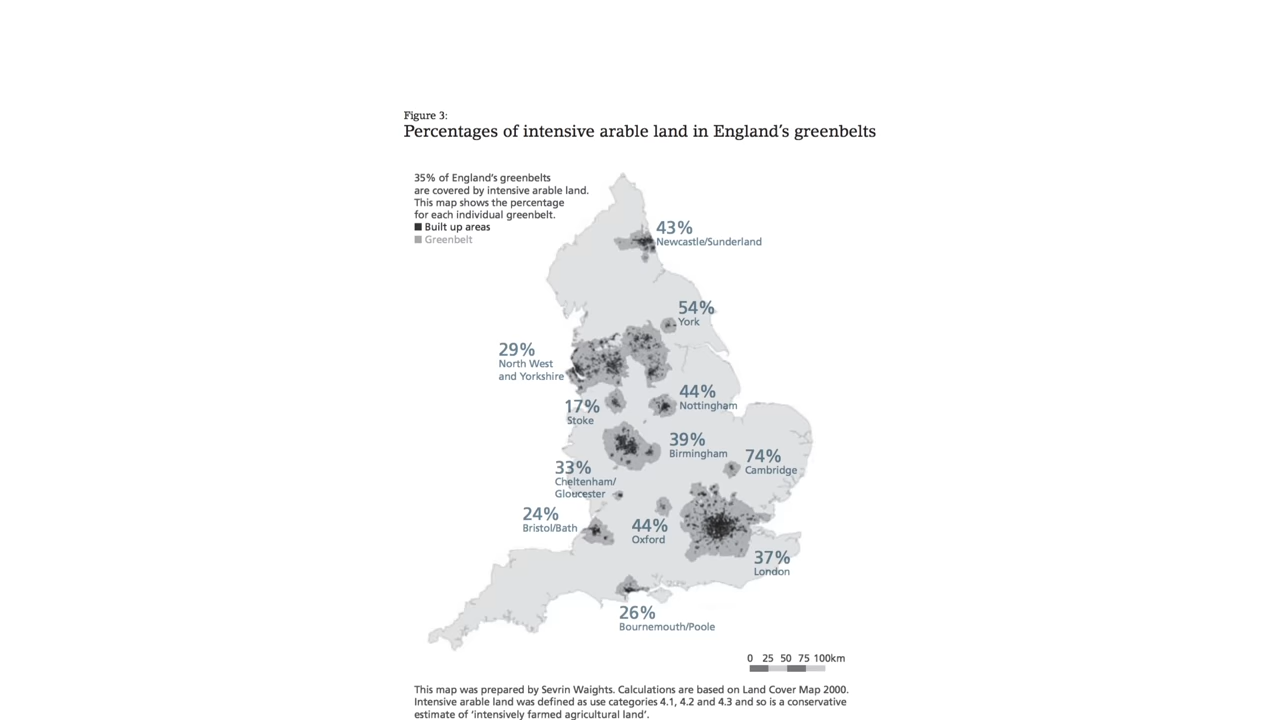 Figure 3:
Percentages of intensive arable land in England's greenbelts
35% of England's greenbelts
are covered by intensive arable land.
This map shows the percentage
for each individual greenbelt.
Built up areas
Greenbelt
43%
Newcastle/Sunderland
54%
York
29%
North West
and Yorkshire
44%
Nottingham
17%
Stoke
39%
Birmingham
74%
Cambridge
33%
Cheltenham/
Gloucester
24%
Bristol/Bath
44%
Oxford
37%
London
26%
Bournemouth/Poole
0 25 50 75 100km
This map was prepared by Sevrin Waights. Calculations are based on Land Cover Map 2000.
Intensive arable land was defined as use categories 4.1, 4.2 and 4.3 and so is a conservative
estimate of 'intensively farmed agricultural land'.